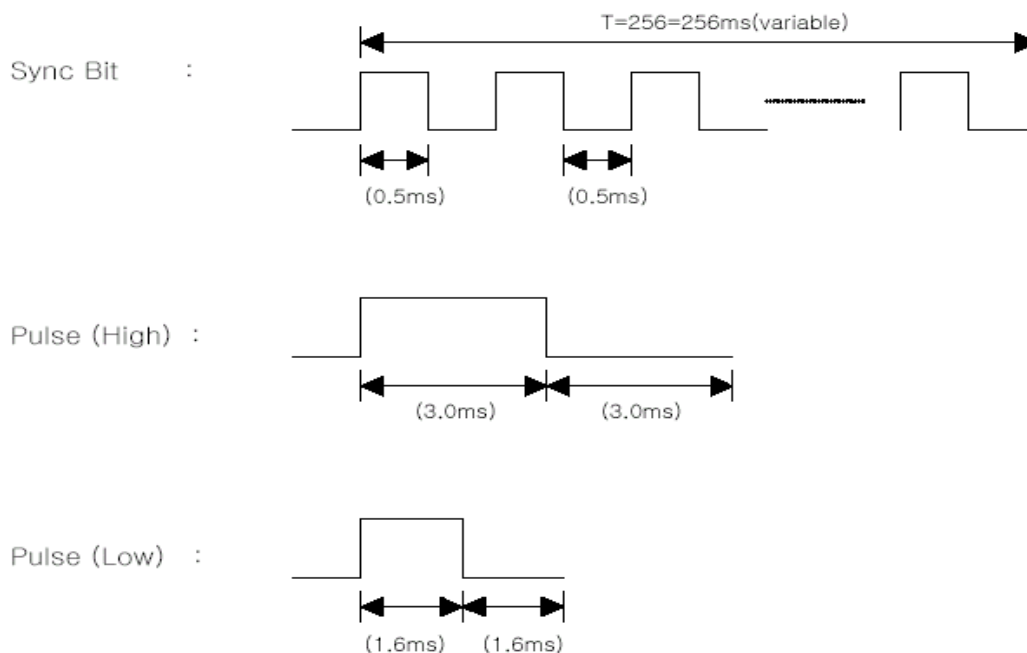 T=256=256ms(variable)
Sync Bit :
(0.5ms) (0.5ms)
Pulse (High) :
(3.0ms) (3.0ms)
Pulse (Low) :
(1.6ms) (1.6ms)